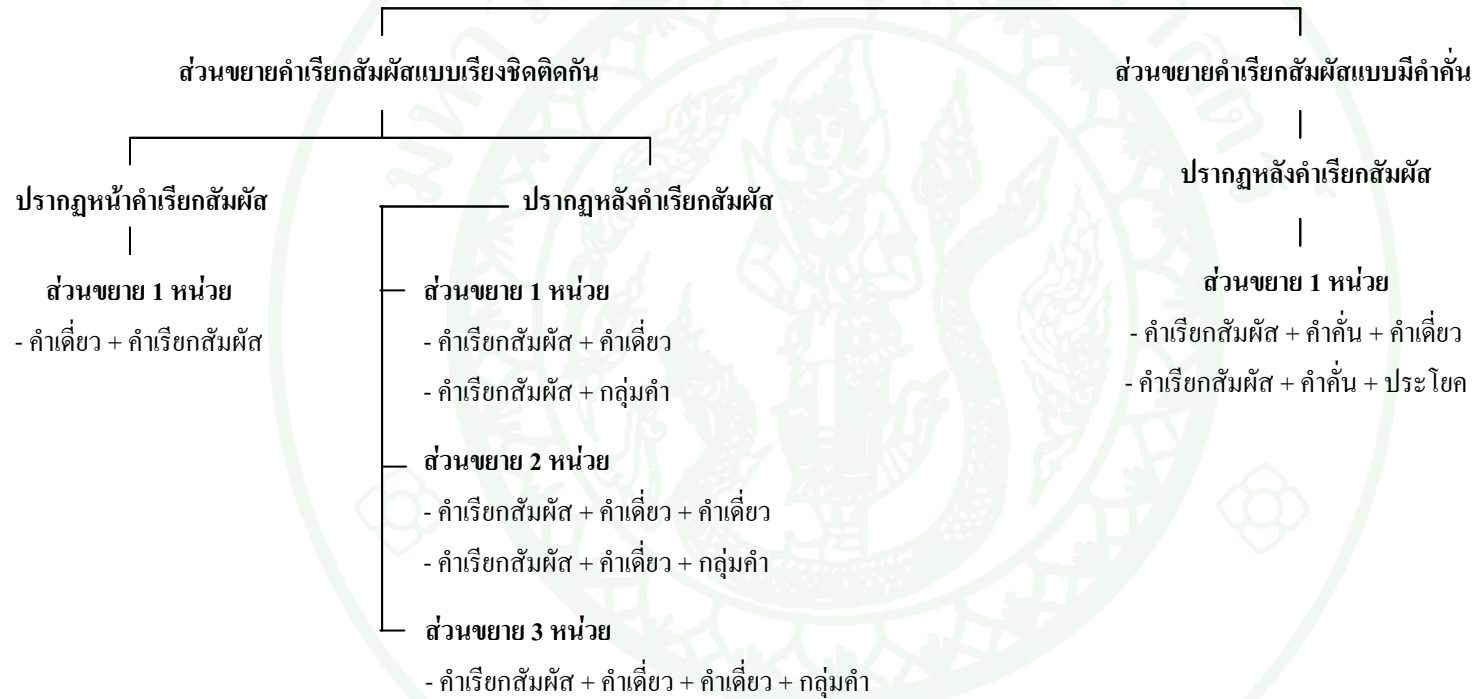 ส่วนขยายคำเรียกสัมผัสแบบเรียงชิดติดกัน
ปรากฏหน้าคำเรียกสัมผัส
ส่วนขยาย 1 หน่วย
- คำเดี่ยว + คำเรียกสัมผัส
ปรากฏหลังคำเรียกสัมผัส
ส่วนขยาย 1 หน่วย
- คำเรียกสัมผัส + คำเดี่ยว
- คำเรียกสัมผัส + กลุ่มคำ
ส่วนขยาย 2 หน่วย
- คำเรียกสัมผัส + คำเดี่ยว + คำเดี่ยว
- คำเรียกสัมผัส + คำเดี่ยว + กลุ่มคำ
ส่วนขยาย 3 หน่วย
- คำเรียกสัมผัส + คำเดี่ยว + คำเดี่ยว + กลุ่มคำ
ส่วนขยายคำเรียกสัมผัสแบบมีคำคั่น
ปรากฏหลังคำเรียกสัมผัส
ส่วนขยาย 1 หน่วย
- คำเรียกสัมผัส + คำคั่น + คำเดี่ยว
- คำเรียกสัมผัส + คำคั่น + ประโยค